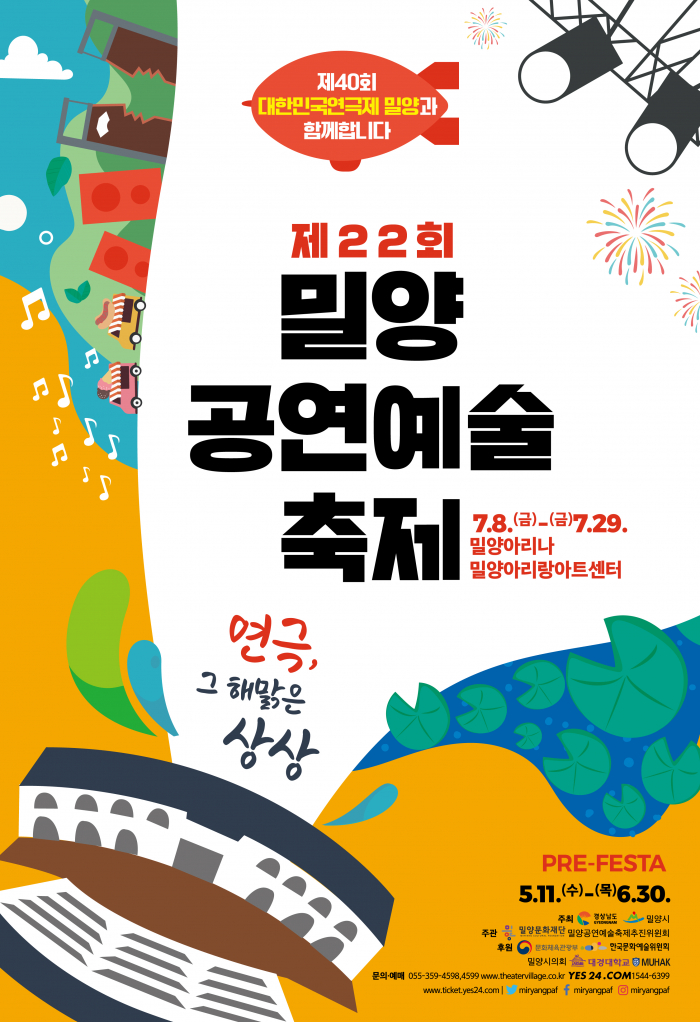 제40회
대한민국연극제 밀양과
함께합니다
제22회
밀양
공연예술
축제
7.8.(금)-(금)7.29.
밀양아리나
밀양아리랑아트센터
연극,
그 해맑은
상상
PRE-FESTA
5.11.(수)-(목)6.30.
주최 경상남도 GYEONGNAM 밀양시
주관 밀양문화재단 밀양공연예술축제추진위원회
후원 문화체육관광부 한국문화예술위원회
밀양시의회 대경대학교 MUHAK
문의·예매 055-359-4598,4599 www.theatervillage.co.kr YES24.COM 1544-6399
www.ticket.yes24.com | miryangpaf miryangpaf miryangpaf